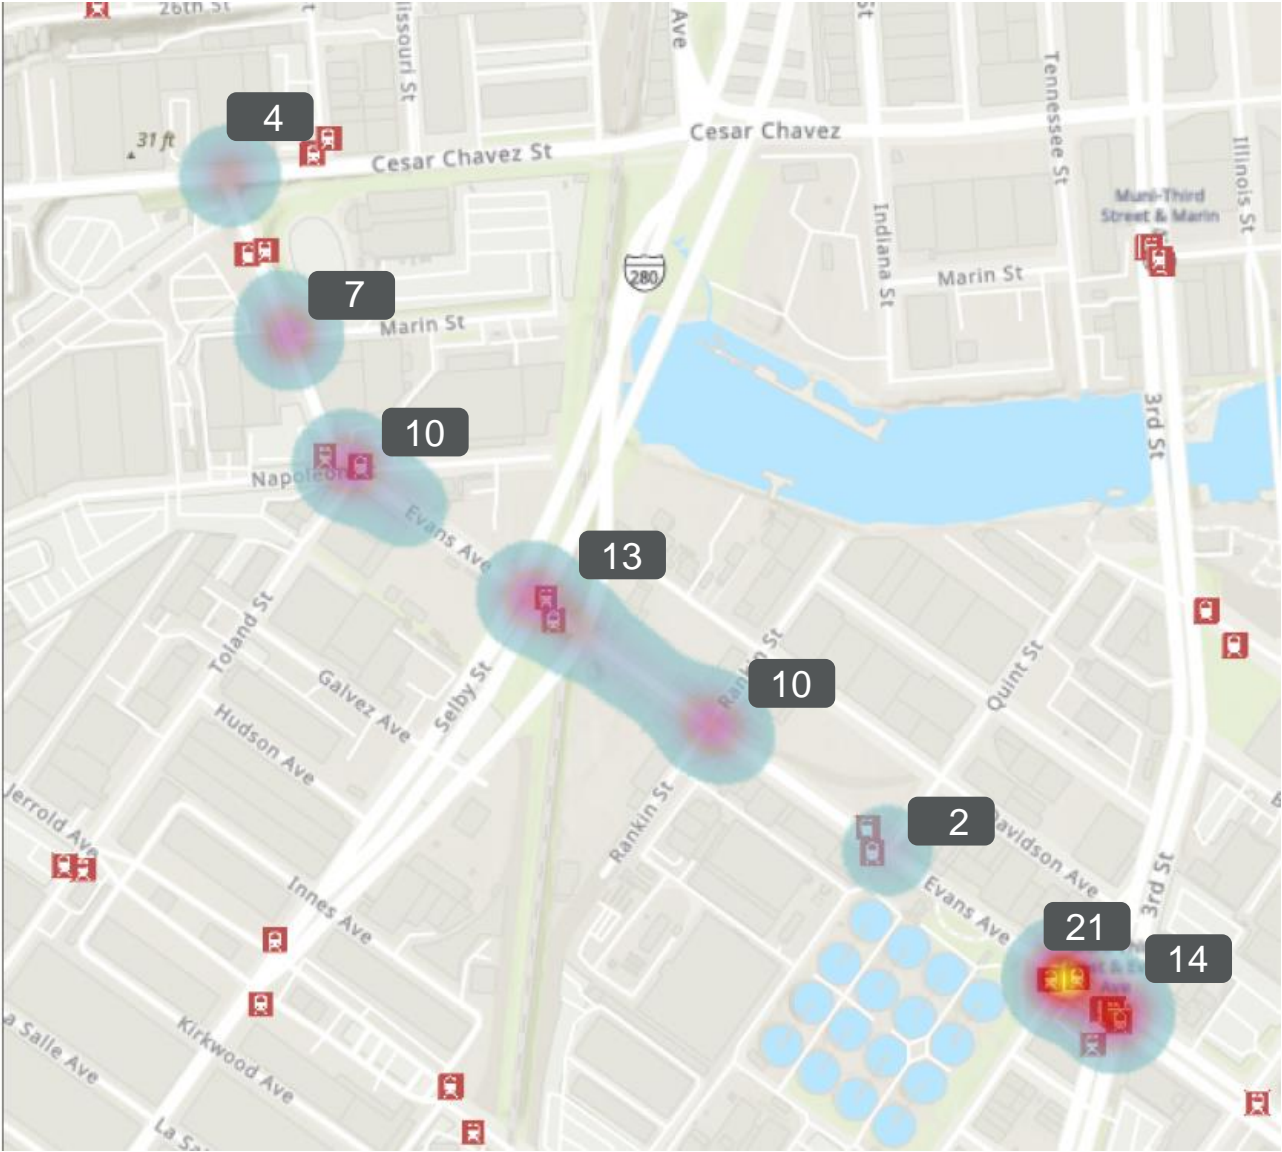 26th St
issouri St
Ave
St
4
31 ft
Cesar Chavez St
Cesar Chavez
Tennessee St
Illinois St
Muni-Third
Street & Marin
Indiana St
280
Marin St
7
Marin St
10
Napoleon
Evans Ave
3rd St
13
Toland St
Galvez Ave
Selby St
Rankin St
10
Quint St
Hudson Ave
Jerrold Ave
Rankin St
2
Davidson Ave
Innes Ave
Evans Ave
3rd St
21
14
Ave
a Salle Ave
Kirkwood Ave
La Sa